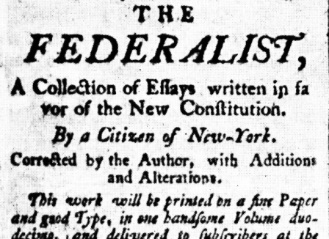 THE
FEDERALIST,
A Collection of Essays written in fa
vor of the New Constitution.
By a Citizen of New-York.
Corrected by the Author, with Additions
and Alterations.
This work will be printed on a fine Paper
and good Type, in one handsome Volume duo-
decimo, and delivered to subscribers at the